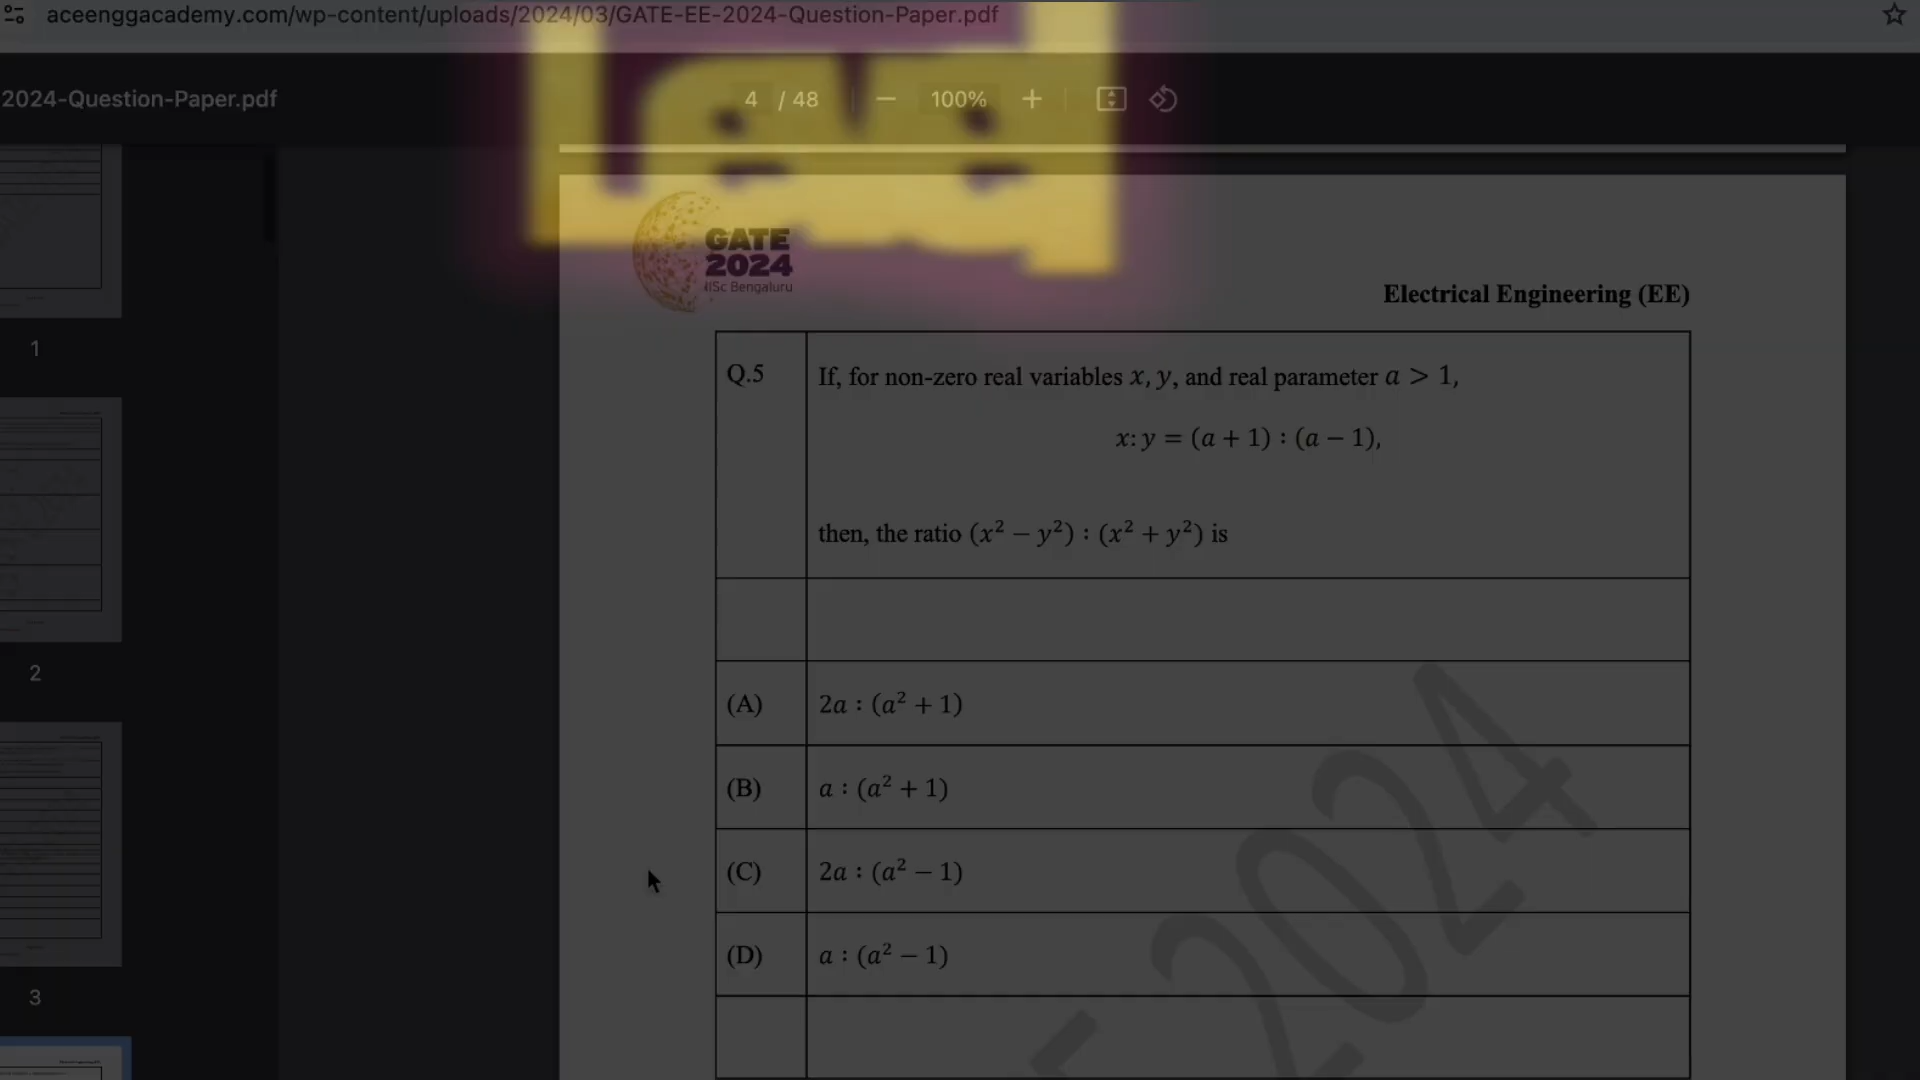 aceenggacademy.com/wp-content/uploads/2024/03/GATE-EE-2024-Question-Paper.pdf
2024-Question-Paper.pdf
4 / 48
100%
GATE
2024
IISc Bengaluru
Electrical Engineering (EE)
Q.5
If, for non-zero real variables x, y, and real parameter a > 1,
x: y = (a + 1) : (a − 1),
then, the ratio (x² − y²) : (x² + y²) is
(A) 2a : (a² + 1)
(B) a : (a² + 1)
(C) 2a : (a² − 1)
(D) a : (a² − 1)
1
2
3
2024